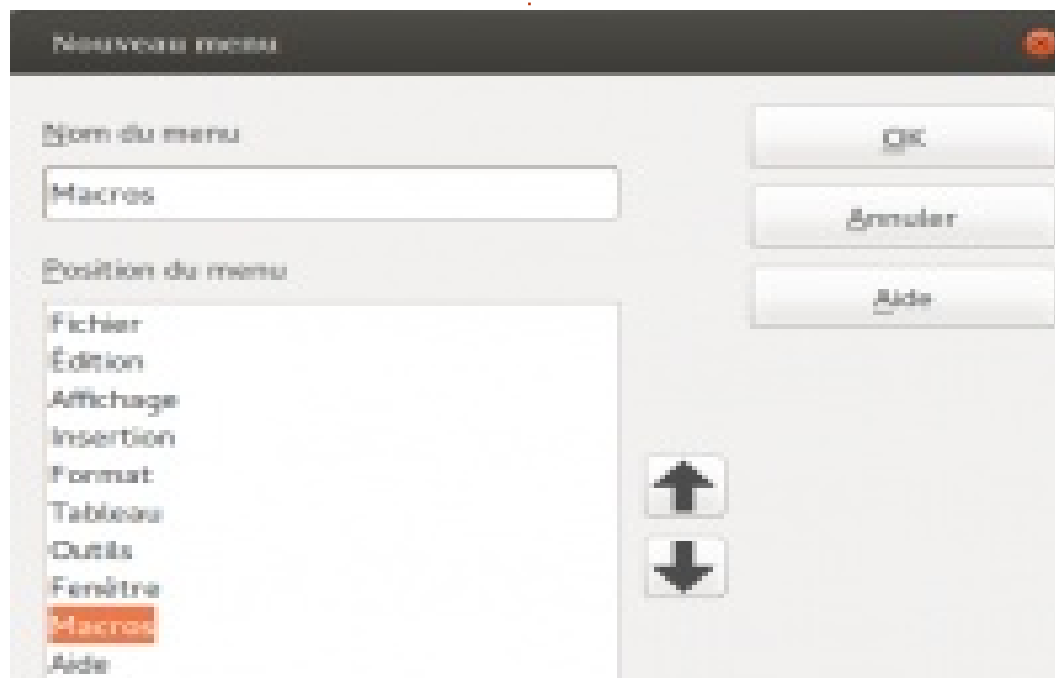 Nouveau menu
Nom du menu
Macros
Position du menu
Fichier
Édition
Affichage
Insertion
Format
Tableau
Outils
Fenêtre
Macros
Aide
OK
Annuler
Aide